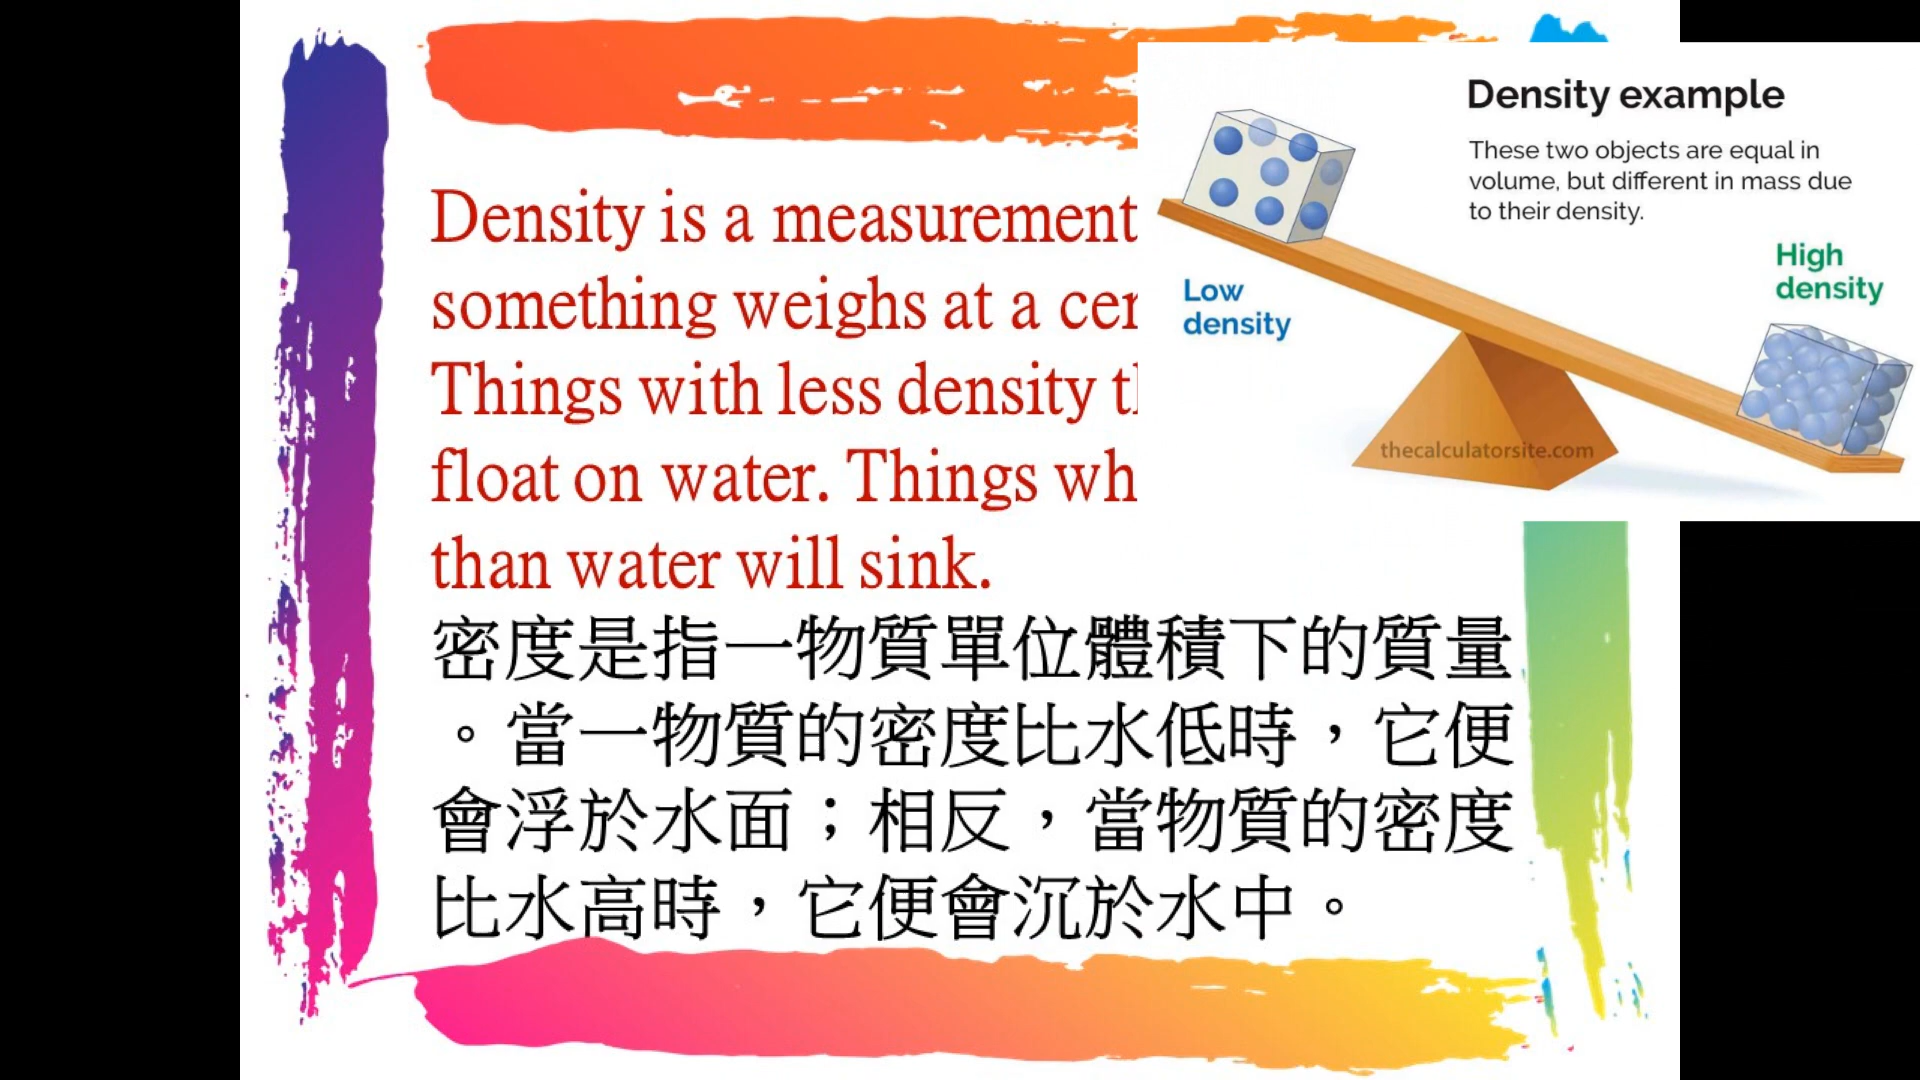 Density is a measurement
something weighs at a
Things with less density
float on water. Things
than water will sink.
密度是指一物質單位體積下的質量
。當一物質的密度比水低時，它便
會浮於水面；相反，當物質的密度
比水高時，它便會沉於水中。
Density example
These two objects are equal in
volume, but different in mass due
to their density.
Low
density
High
density
thecalculatorsite.com